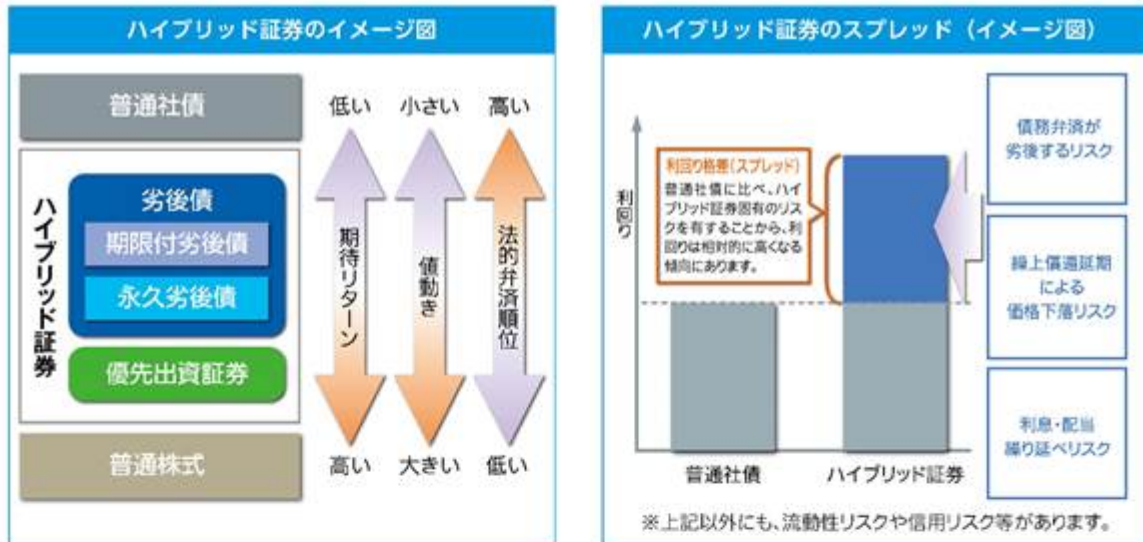 ハイブリッド証券のイメージ図
普通社債
ハイブリッド証券
劣後債
期限付劣後債
永久劣後債
優先出資証券
普通株式
低い
小さい
高い
期待リターン
値動き
法的弁済順位
高い
大きい
低い
ハイブリッド証券のスプレッド（イメージ図）
利回り
利回り格差（スプレッド）
普通社債に比べ、ハイ
ブリッド証券固有のリス
クを有することから、利
回りは相対的に高くなる
傾向にあります。
普通社債
ハイブリッド証券
債務弁済が
劣後するリスク
繰上償還延期
による
価格下落リスク
利息・配当
繰り延べリスク
※上記以外にも、流動性リスクや信用リスク等があります。